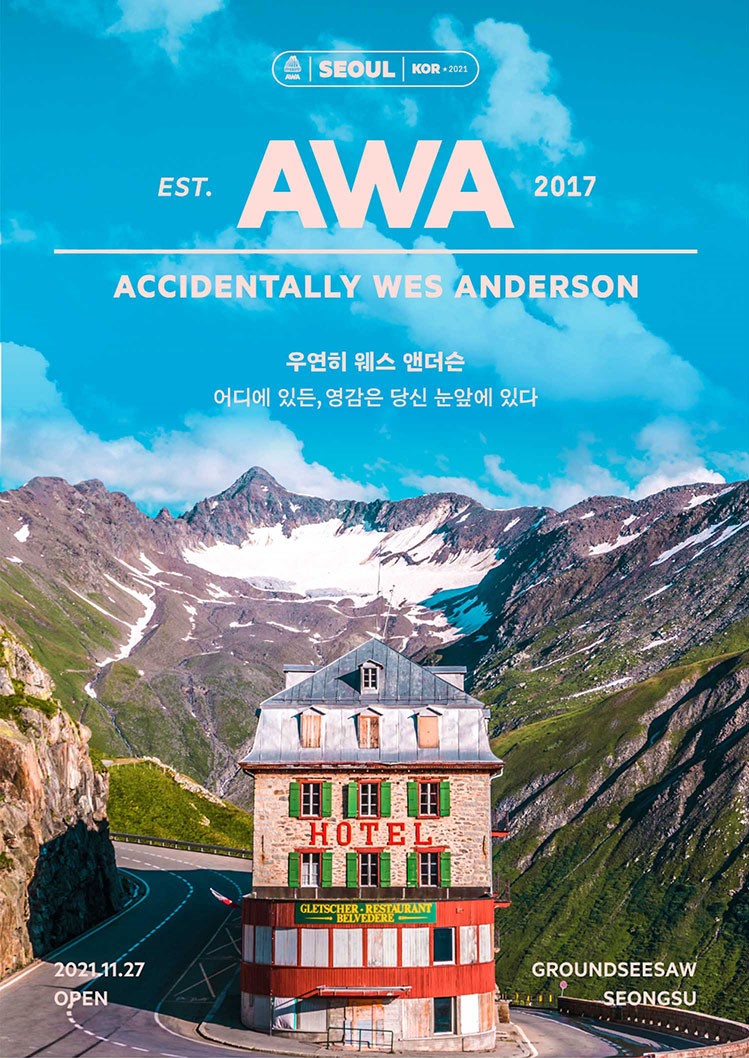 AWA | SEOUL | KOR★2021
EST. AWA 2017
ACCIDENTALLY WES ANDERSON
우연히 웨스 앤더슨
어디에 있든, 영감은 당신 눈앞에 있다
HOTEL
GLETSCHER - RESTAURANT
BELVEDERE
2021.11.27
OPEN
GROUNDSEESAW
SEONGSU